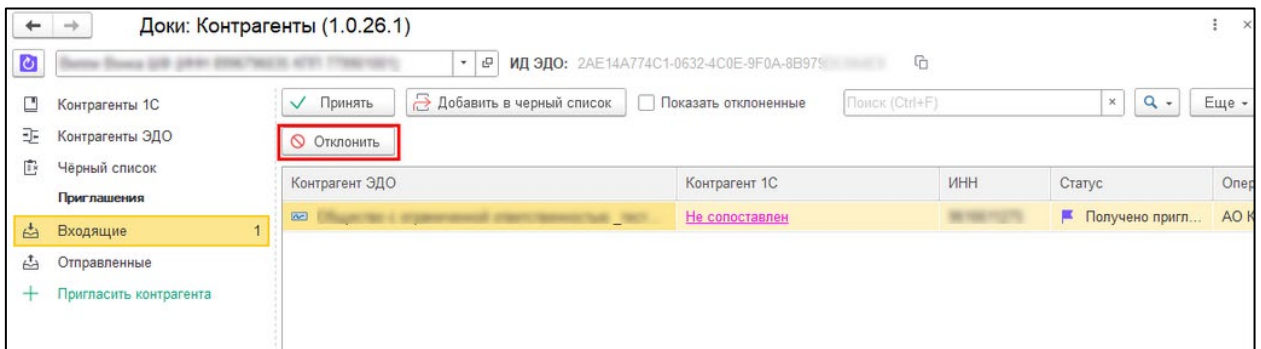 Доки: Контрагенты (1.0.26.1)
ИД ЭДО: 2AE14A774C1-0632-4C0E-9F0A-8B979
Контрагенты 1С
Контрагенты ЭДО
Чёрный список
Приглашения
Входящие 1
Отправленные
Пригласить контрагента
Принять Добавить в черный список Показать отклоненные Поиск (Ctrl+F) × Еще
Отклонить
Контрагент ЭДО Контрагент 1С ИНН Статус Опер
_тест... Не сопоставлен Получено пригл... АО К